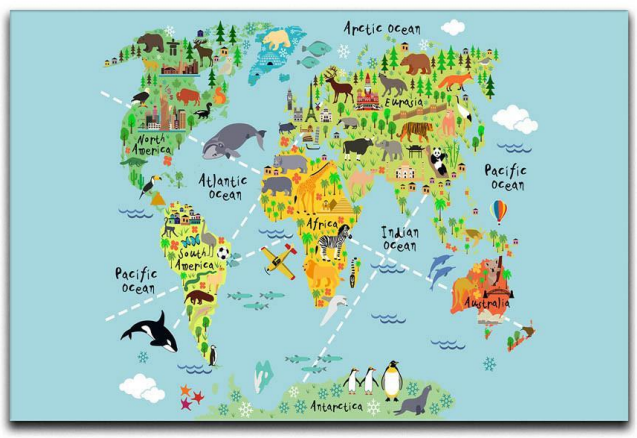 Arctic Ocean
Eurasia
North
America
Atlantic
Ocean
Pacific
Ocean
Africa
Indian
Ocean
South
America
Pacific
Ocean
Australia
Antarctica